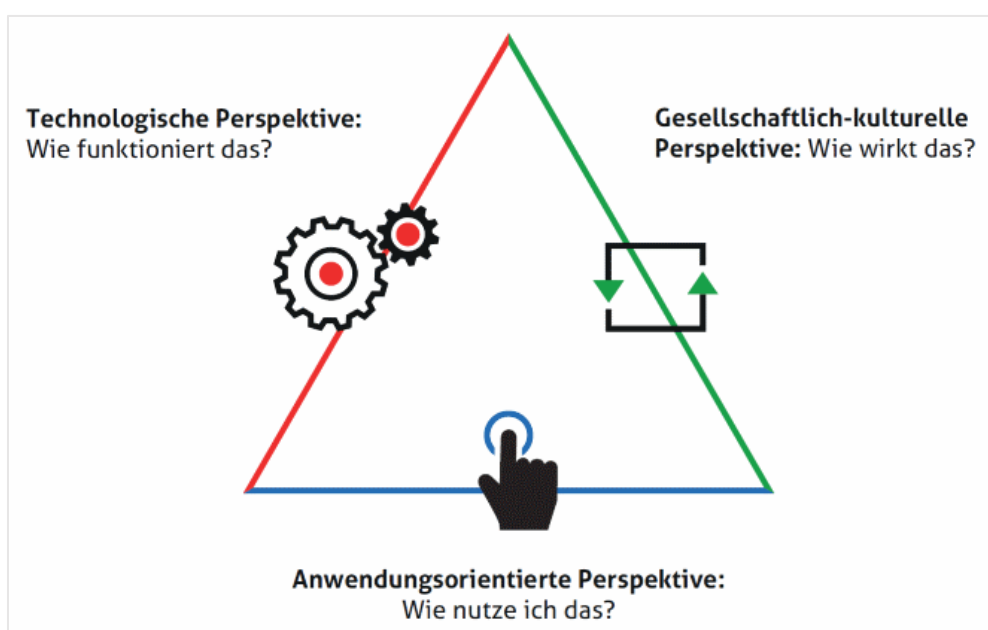 Technologische Perspektive:
Wie funktioniert das?
Gesellschaftlich-kulturelle
Perspektive: Wie wirkt das?
Anwendungsorientierte Perspektive:
Wie nutze ich das?